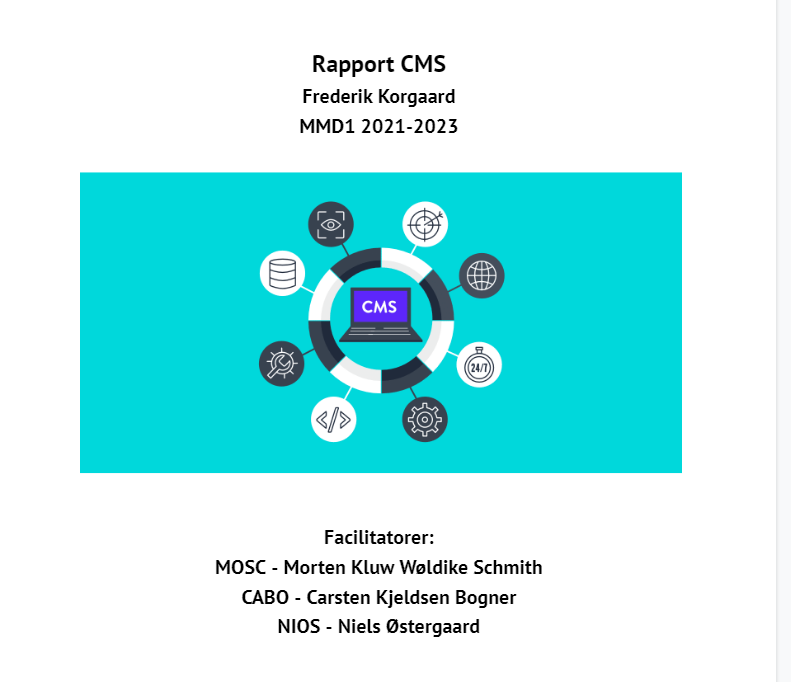 Rapport CMS
Frederik Korgaard
MMD1 2021-2023
CMS
24/7
</>
Facilitatorer:
MOSC - Morten Kluw Wøldike Schmith
CABO - Carsten Kjeldsen Bogner
NIOS - Niels Østergaard